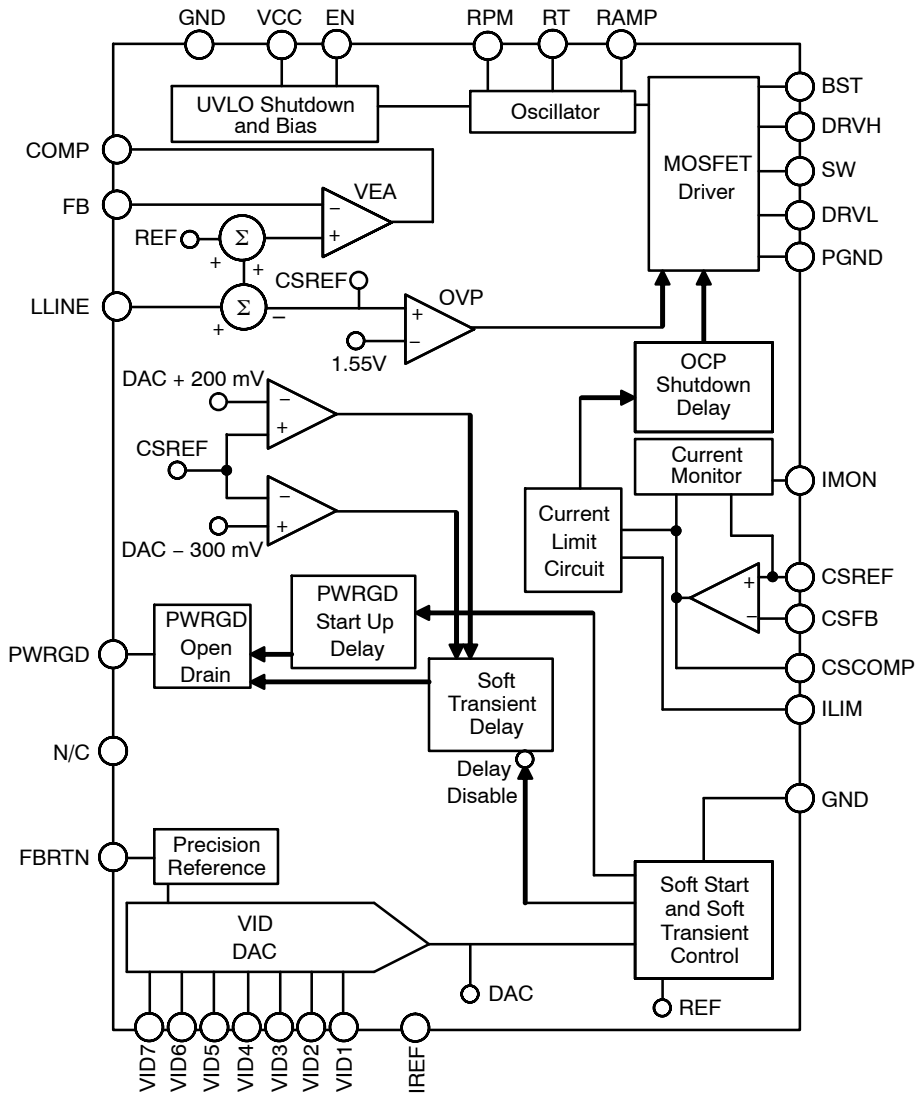 GND VCC EN RPM RT RAMP
UVLO Shutdown
and Bias
Oscillator
MOSFET
Driver
BST
DRVH
SW
DRVL
PGND
COMP
FB
VEA
−
+
REF
Σ
+
+
LLINE
Σ
+
−
CSREF
OVP
+
−
1.55V
DAC + 200 mV
−
+
CSREF
−
+
DAC − 300 mV
OCP
Shutdown
Delay
Current
Monitor
IMON
Current
Limit
Circuit
+
−
CSREF
CSFB
CSCOMP
ILIM
PWRGD
PWRGD
Open
Drain
PWRGD
Start Up
Delay
Soft
Transient
Delay
Delay
Disable
N/C
GND
FBRTN
Precision
Reference
VID
DAC
Soft Start
and Soft
Transient
Control
DAC
REF
VID7
VID6
VID5
VID4
VID3
VID2
VID1
IREF